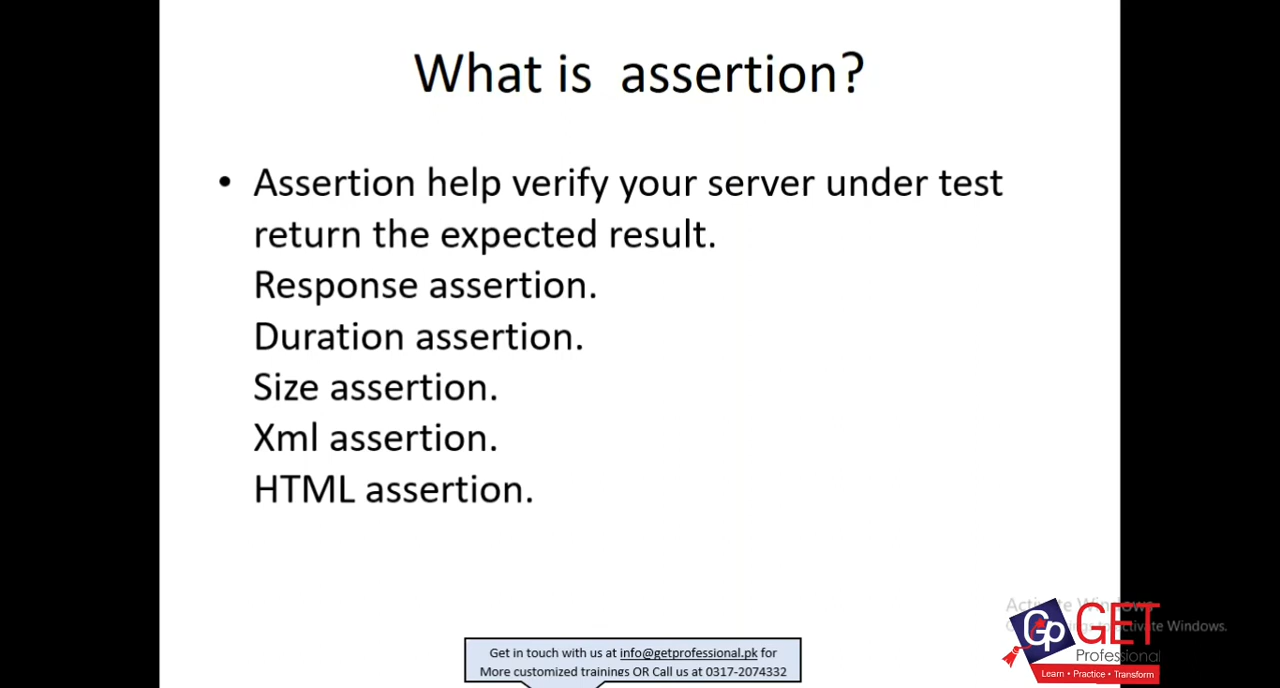 What is assertion?
• Assertion help verify your server under test
return the expected result.
Response assertion.
Duration assertion.
Size assertion.
Xml assertion.
HTML assertion.
Activate Windows
Activate Windows.
Gp GET
Professional
Learn • Practice • Transform
Get in touch with us at info@getprofessional.pk for
More customized trainings OR Call us at 0317-2074332